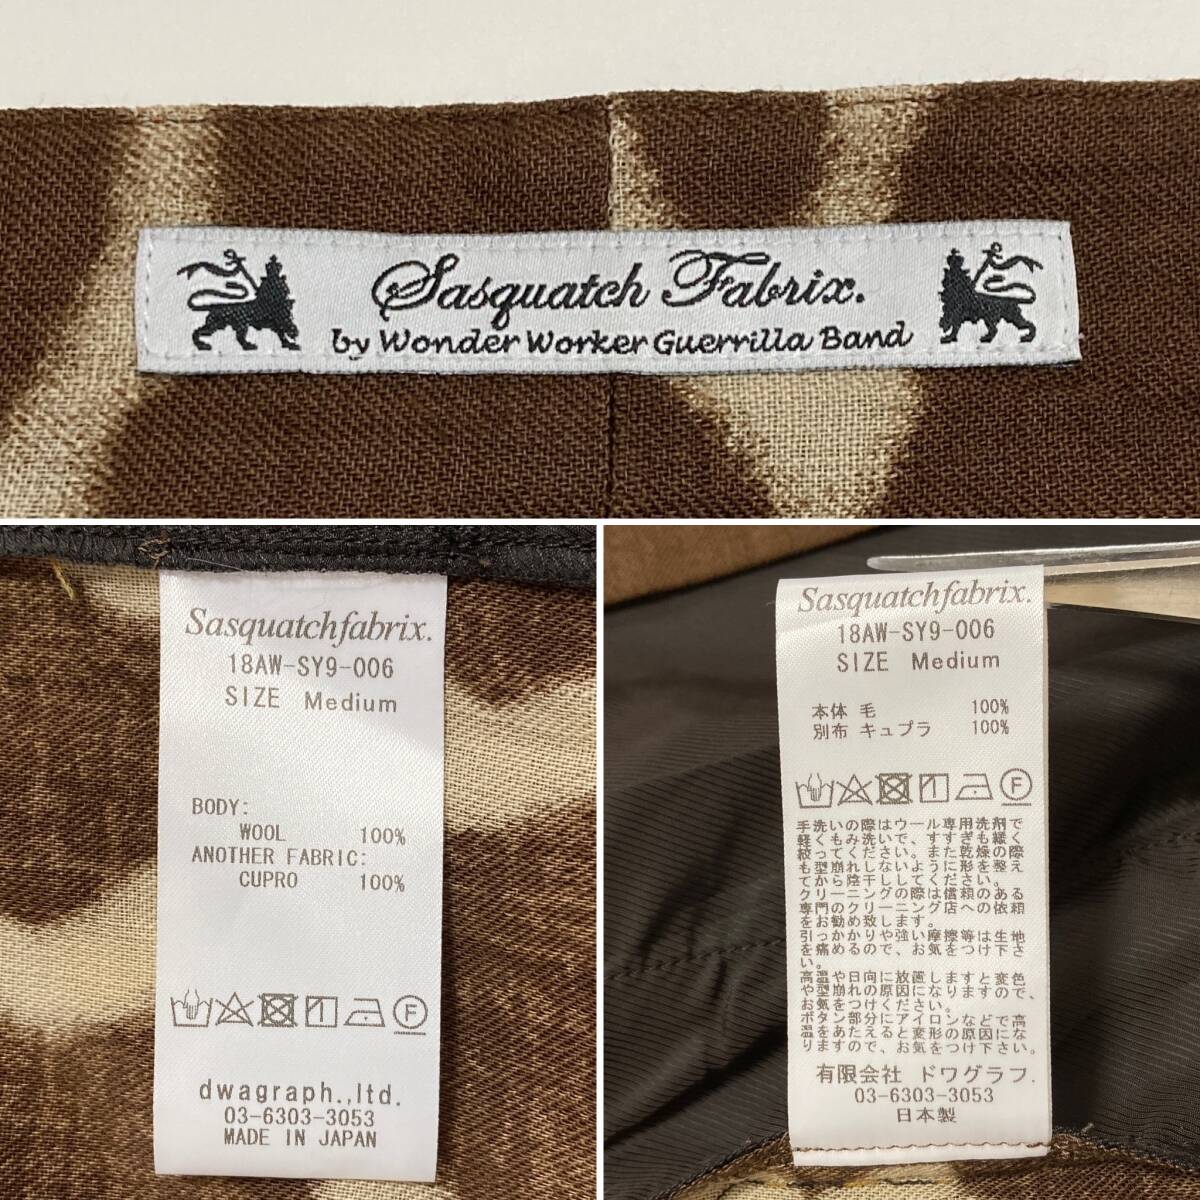 Sasquatch Fabrix.
by Wonder Worker Guerrilla Band
Sasquatchfabrix.
18AW-SY9-006
SIZE Medium
BODY:
WOOL 100%
ANOTHER FABRIC:
CUPRO 100%
F
dwagraph.,ltd.
03-6303-3053
MADE IN JAPAN
Sasquatchfabrix.
18AW-SY9-006
SIZE Medium
本体 毛 100%
別布 キュプラ 100%
F
手洗いの際はウール専用洗剤で
軽くもみ洗いで、すすぎも緩く
絞ってください。また乾燥の際
も型崩れしないように形を整え
てから陰干ししてください。
クリーニングの際は信頼のある
専門のクリーニング店への依頼
をお勧め致します。
引っかかりや強い摩擦等は生地
を痛めるので、お気をつけ下さ
い。
高温や日向に放置しますと変色
や型崩れの原因になりますので、
お気をつけください。
ボタン部分にアイロンなどで高
温をあたえると変形の原因にな
りますので、お気をつけ下さい。
有限会社 ドワグラフ.
03-6303-3053
日本製